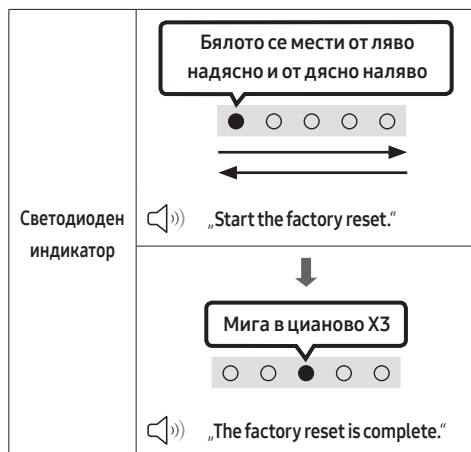 Бялото се мести от ляво
надясно и от дясно наляво
„Start the factory reset.“
Светодиоден
индикатор
Мига в цианово X3
„The factory reset is complete.“